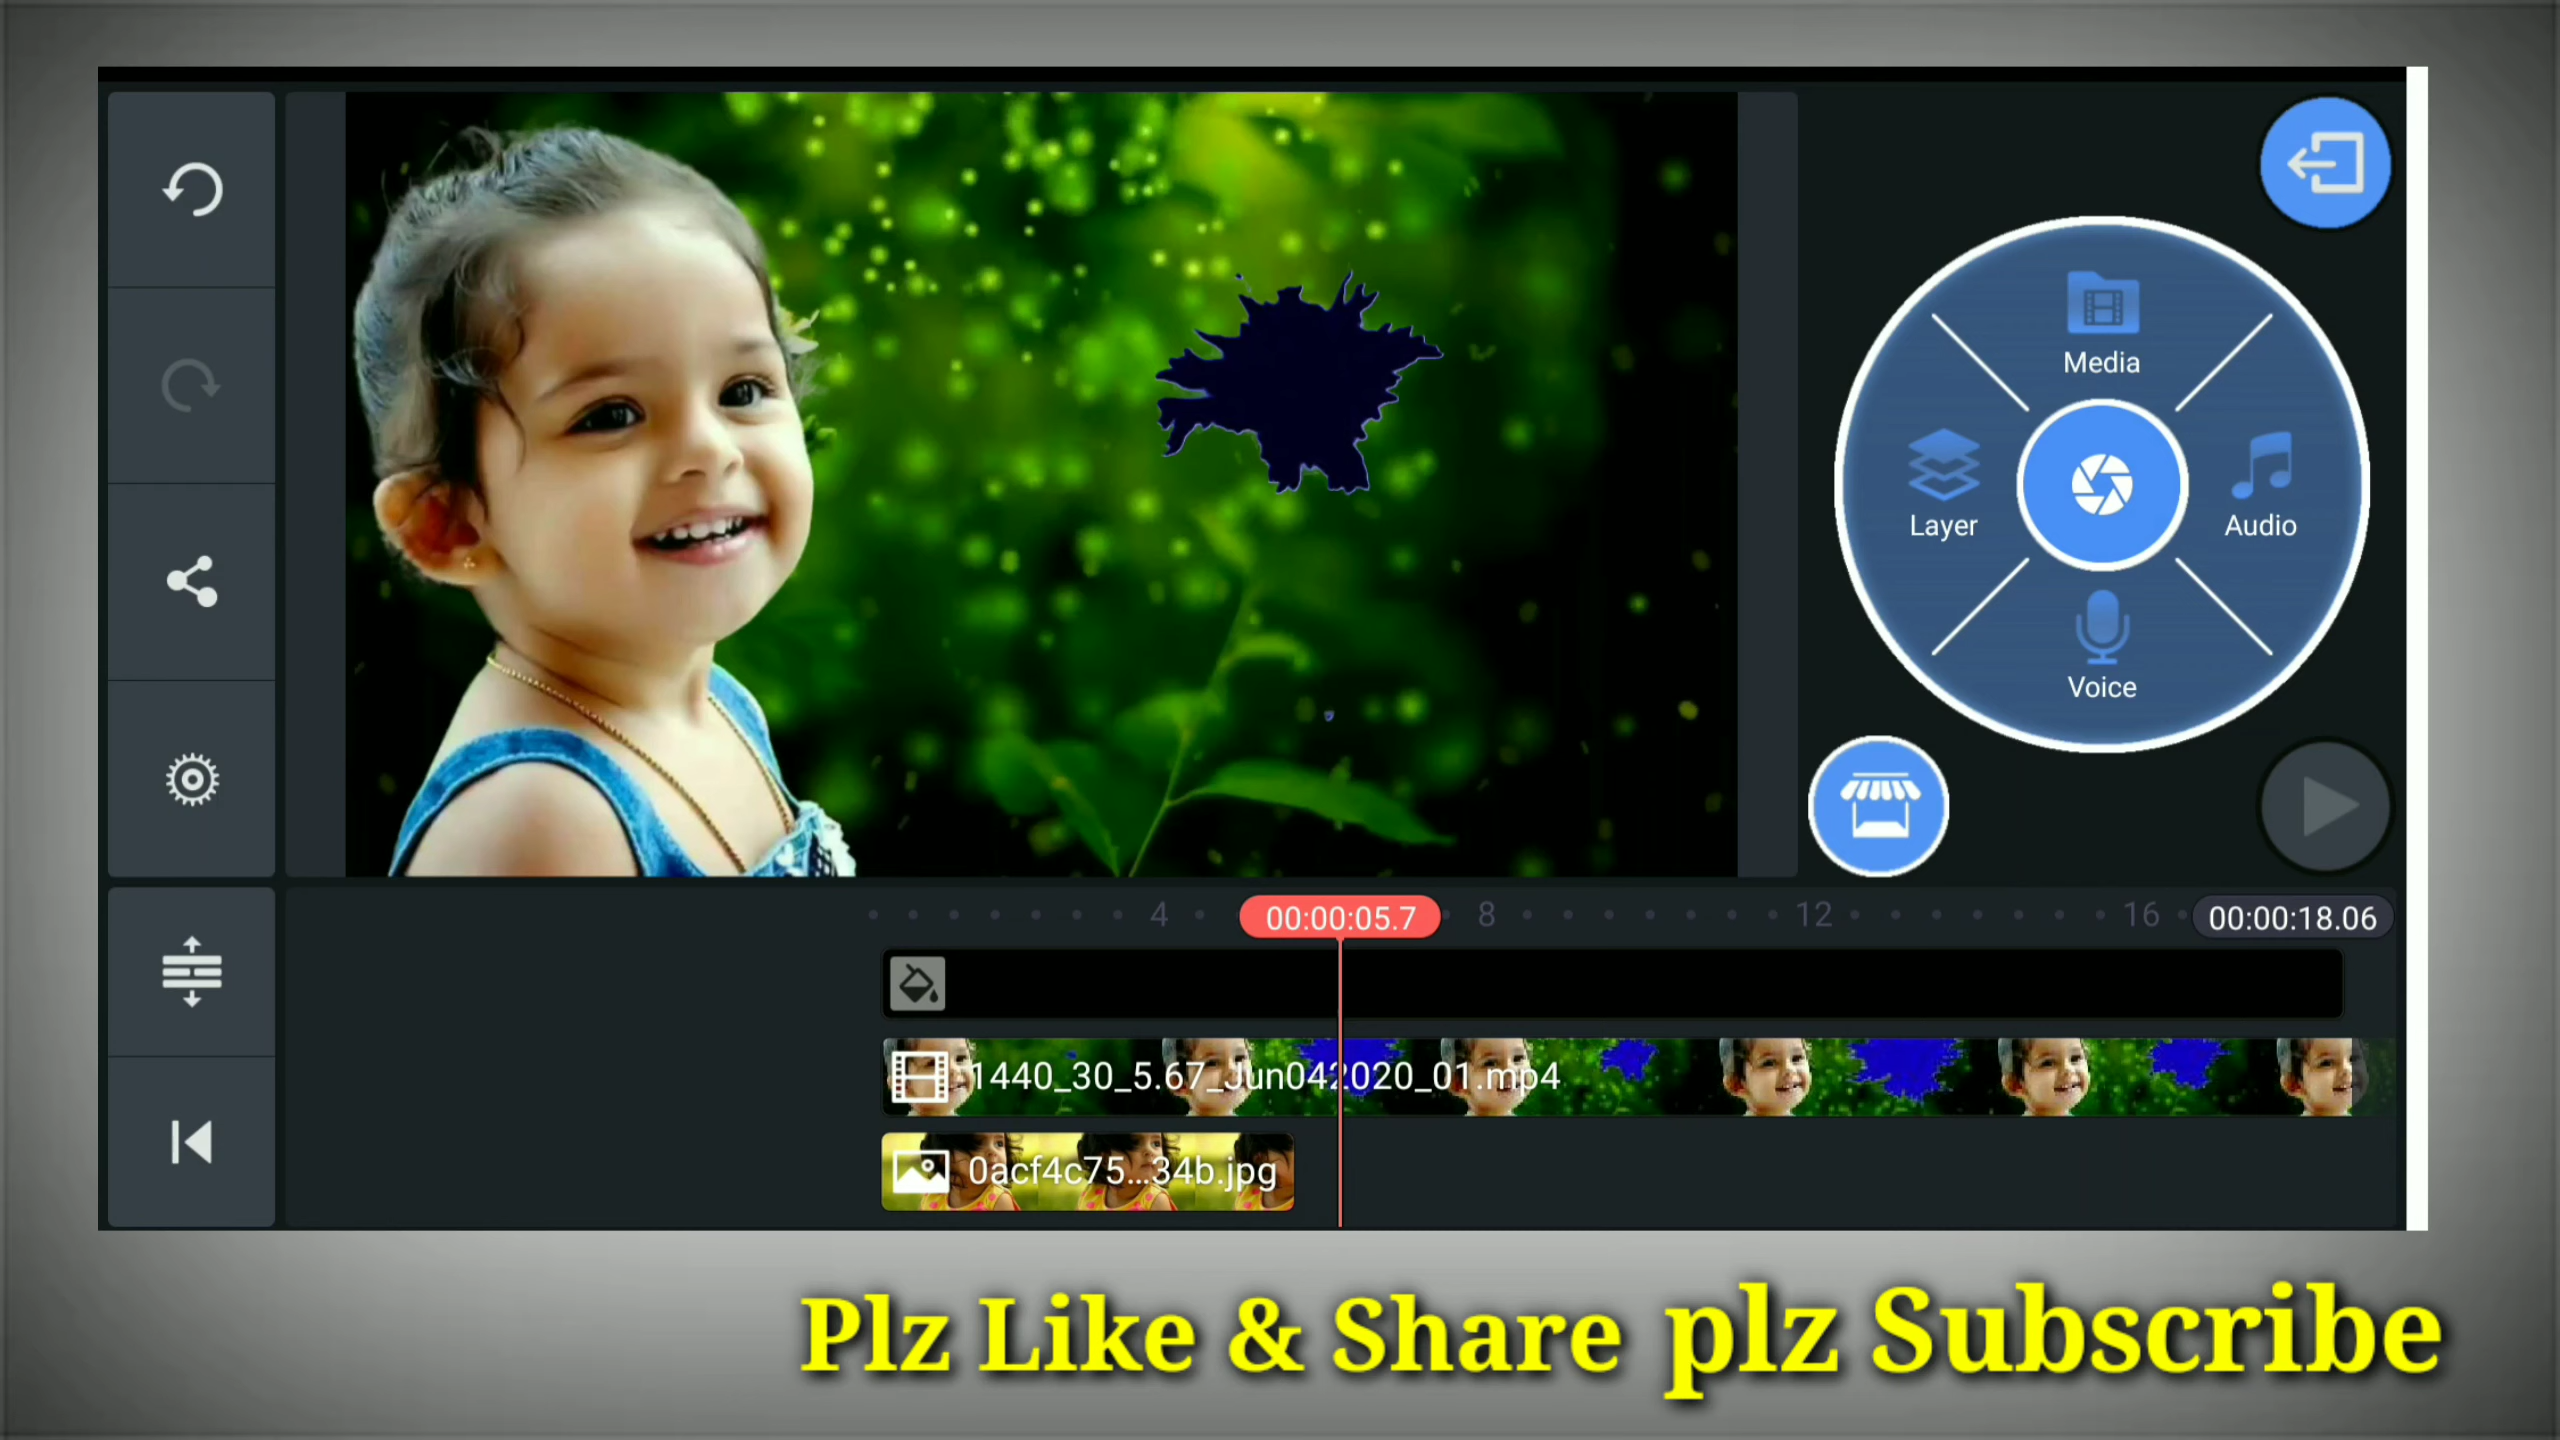 Media
Layer
Audio
Voice
4
00:00:05.7
8
12
16
00:00:18.06
1440_30_5.67_Jun042020_01.mp4
0acf4c75...34b.jpg
Plz Like & Share plz Subscribe